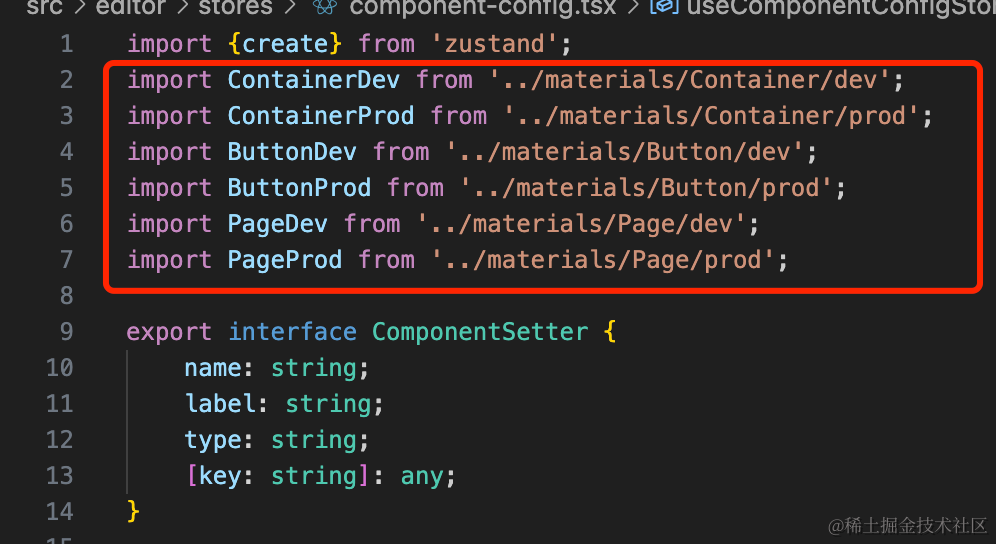 src > editor > stores > component-config.tsx > useComponentConfigStor
1 import {create} from 'zustand';
2 import ContainerDev from '../materials/Container/dev';
3 import ContainerProd from '../materials/Container/prod';
4 import ButtonDev from '../materials/Button/dev';
5 import ButtonProd from '../materials/Button/prod';
6 import PageDev from '../materials/Page/dev';
7 import PageProd from '../materials/Page/prod';
8
9 export interface ComponentSetter {
10 name: string;
11 label: string;
12 type: string;
13 [key: string]: any;
14 }
15
@稀土掘金技术社区